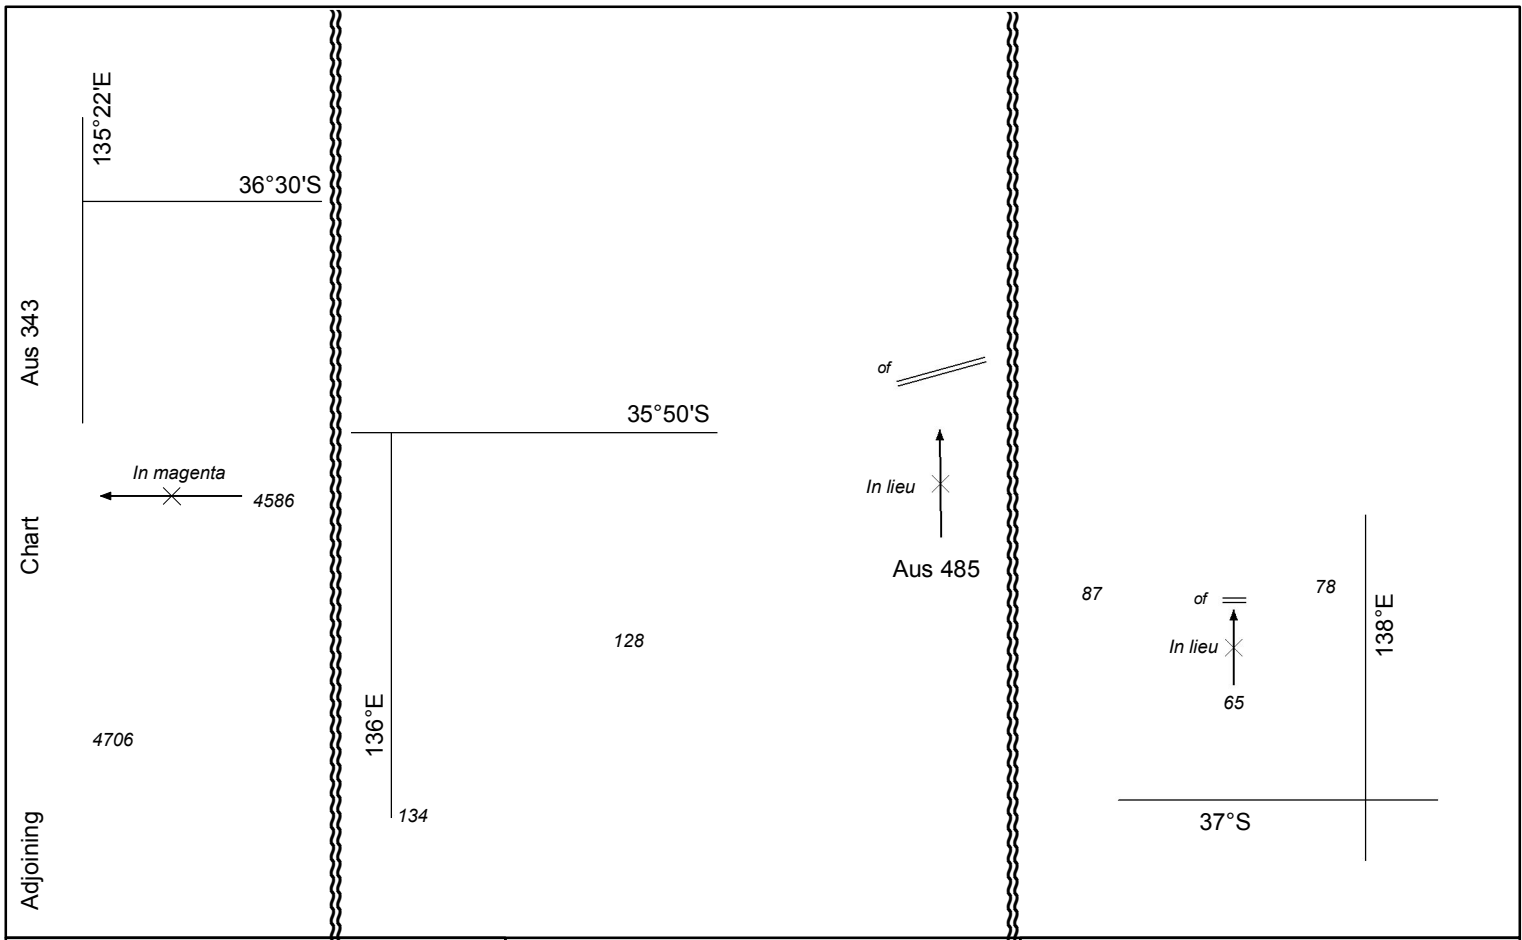 135°22'E
36°30'S
Adjoining Chart Aus 343
In magenta
4586
4706
35°50'S
136°E
134
128
of
In lieu
Aus 485
87
of
78
In lieu
65
138°E
37°S